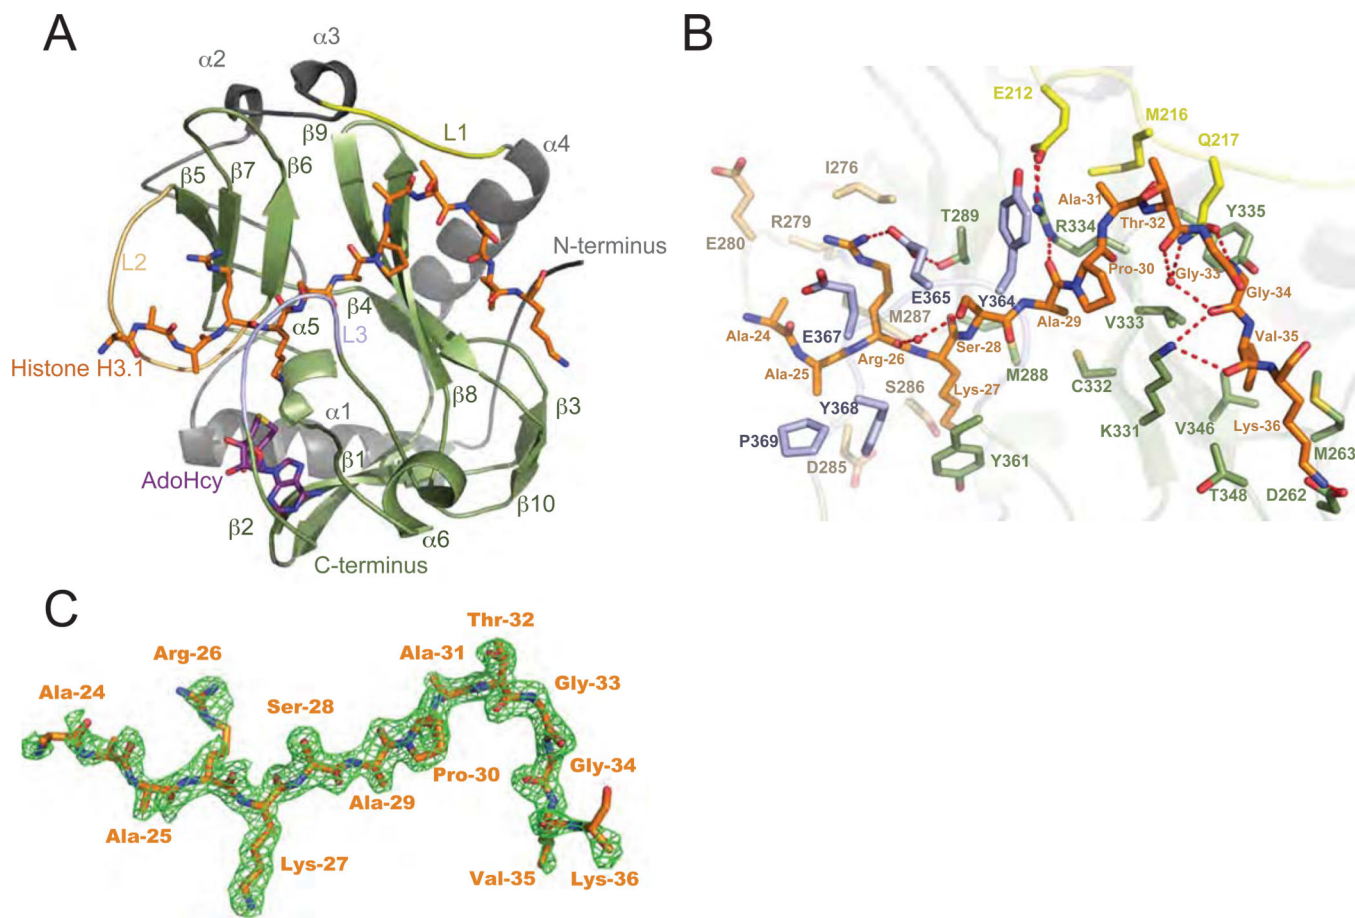 A
α3
α2
β9
L1
α4
β6
β7
β5
N-terminus
L2
β4
α5
L3
Histone H3.1
β8
β3
α1
AdoHcy
β1
β10
β2
α6
C-terminus
B
E212
M216
Q217
I276
Ala-31
R279
T289
R334
Y335
Thr-32
E280
Pro-30
Gly-33
E365
Y364
Gly-34
M287
Ala-24
E367
Ala-29
V333
Val-35
Arg-26
Ser-28
Ala-25
M288
C332
S286
Lys-27
Y368
K331
V346
Lys-36
P369
M263
D285
Y361
T348
D262
C
Thr-32
Arg-26
Ala-31
Gly-33
Ala-24
Ser-28
Gly-34
Pro-30
Ala-29
Ala-25
Lys-27
Val-35
Lys-36